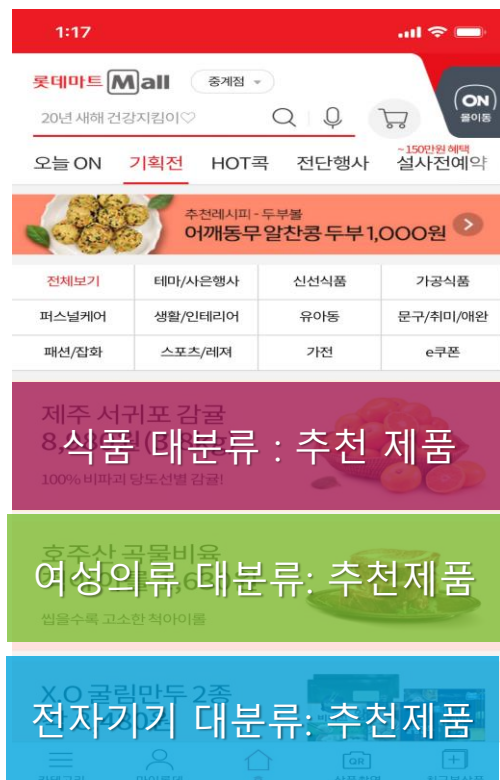 1:17
롯데마트 Mall 중계점
20년 새해 건강지킴이♡
ON
몰이동
~150만원 혜택
오늘 ON 기획전 HOT콕 전단행사 설사전예약
추천레시피 - 두부볼
어깨동무 알찬콩 두부 1,000원
전체보기 테마/사은행사 신선식품 가공식품
퍼스널케어 생활/인테리어 유아동 문구/취미/애완
패션/잡화 스포츠/레져 가전 e쿠폰
제주 서귀포 감귤
식품 대분류 : 추천 제품
100% 비파괴 당도선별 감귤!
호주산 곡물비육
여성의류 대분류: 추천제품
씹을수록 고소한 척아이롤
X.O 굴림만두 2종
전자기기 대분류: 추천제품
QR